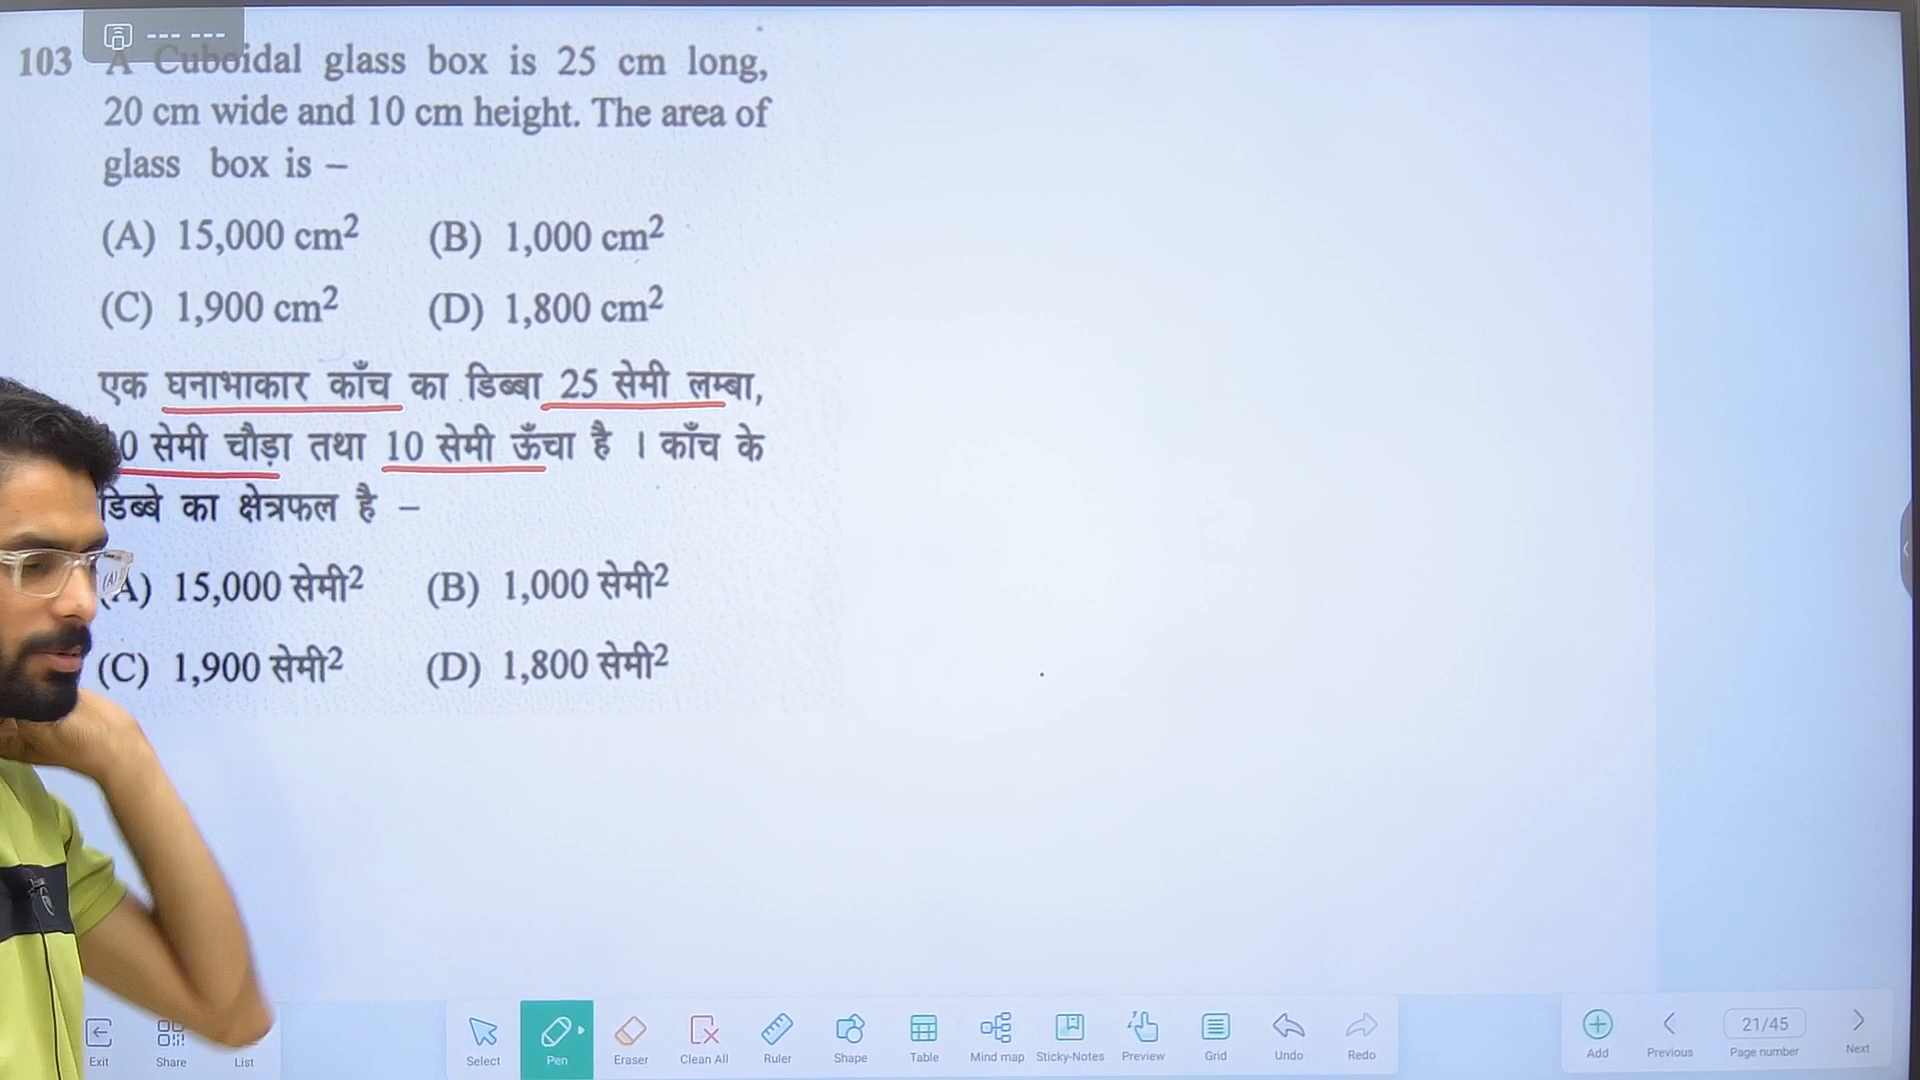 103 A Cuboidal glass box is 25 cm long,
20 cm wide and 10 cm height. The area of
glass box is –
(A) 15,000 cm² (B) 1,000 cm²
(C) 1,900 cm² (D) 1,800 cm²
एक घनाभाकार काँच का डिब्बा 25 सेमी लम्बा,
0 सेमी चौड़ा तथा 10 सेमी ऊँचा है । काँच के
डिब्बे का क्षेत्रफल है –
(A) 15,000 सेमी² (B) 1,000 सेमी²
(C) 1,900 सेमी² (D) 1,800 सेमी²
Exit Share List Select Pen Eraser Clean All Ruler Shape Table Mind map Sticky-Notes Preview Grid Undo Redo Add Previous 21/45 Page number Next